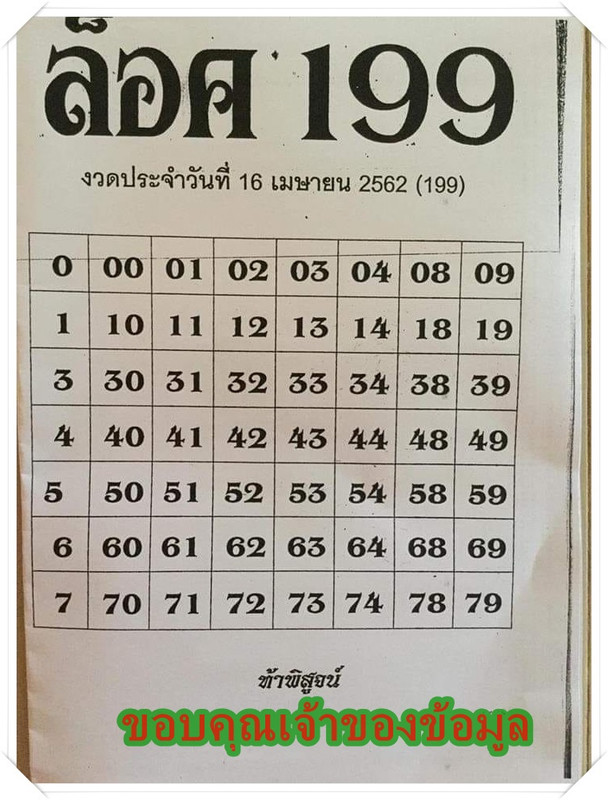 ล็อค 199
งวดประจำวันที่ 16 เมษายน 2562 (199)
0 00 01 02 03 04 08 09
1 10 11 12 13 14 18 19
3 30 31 32 33 34 38 39
4 40 41 42 43 44 48 49
5 50 51 52 53 54 58 59
6 60 61 62 63 64 68 69
7 70 71 72 73 74 78 79
ท้าพิสูจน์
ขอบคุณเจ้าของข้อมูล